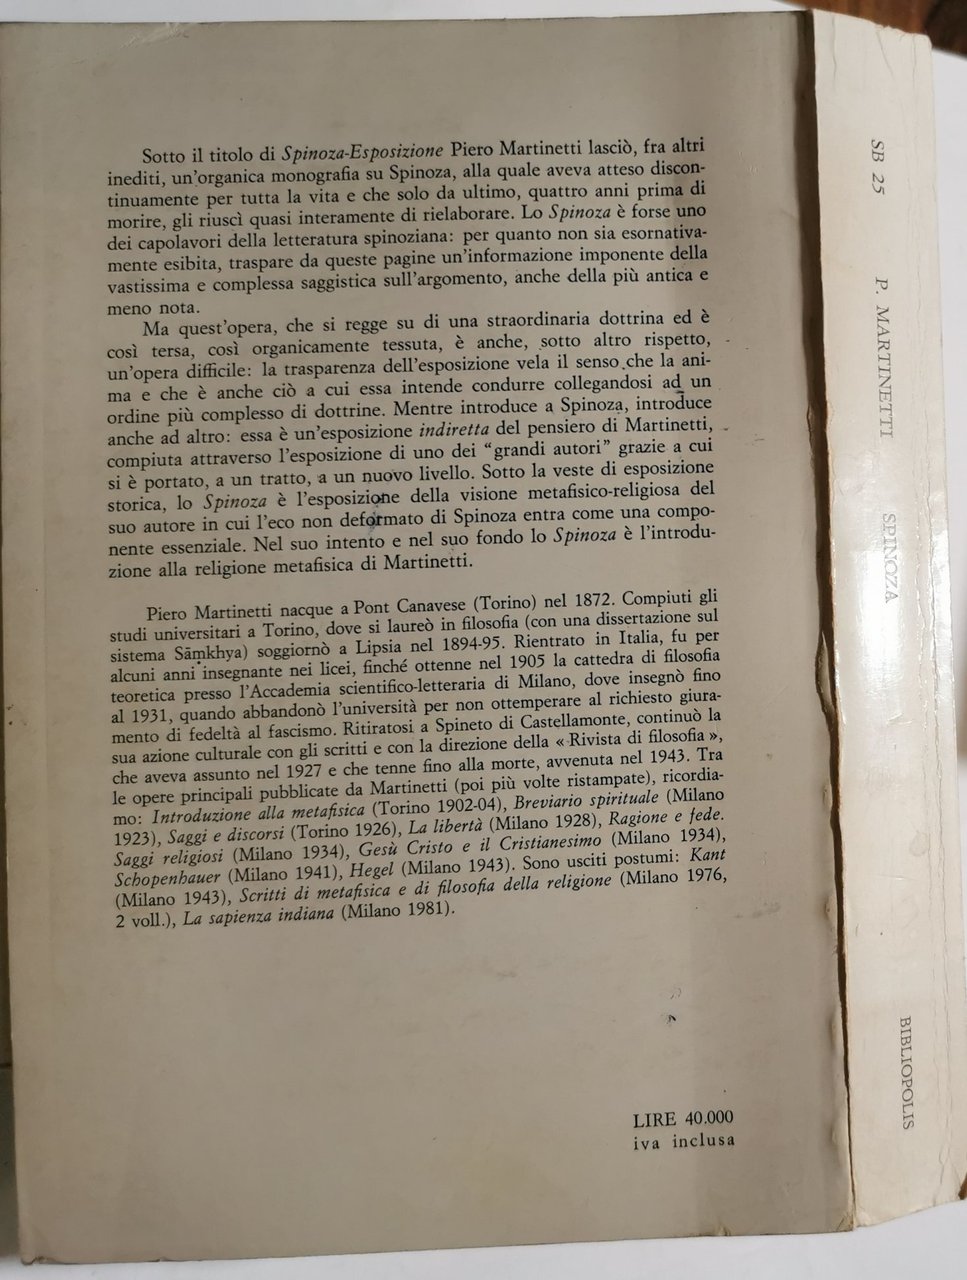 Sotto il titolo di Spinoza-Esposizione Piero Martinetti lasciò, fra altri
inediti, un'organica monografia su Spinoza, alla quale aveva atteso discon-
tinuamente per tutta la vita e che solo da ultimo, quattro anni prima di
morire, gli riuscì quasi interamente di rielaborare. Lo Spinoza è forse uno
dei capolavori della letteratura spinoziana: per quanto non sia esornativa-
mente esibita, traspare da queste pagine un'informazione imponente della
vastissima e complessa saggistica sull'argomento, anche della più antica e
meno nota.
Ma quest'opera, che si regge su di una straordinaria dottrina ed è
così tersa, così organicamente tessuta, è anche, sotto altro rispetto,
un'opera difficile: la trasparenza dell'esposizione vela il senso che la ani-
ma e che è anche ciò a cui essa intende condurre collegandosi ad un
ordine più complesso di dottrine. Mentre introduce a Spinoza, introduce
anche ad altro: essa è un'esposizione indiretta del pensiero di Martinetti,
compiuta attraverso l'esposizione di uno dei "grandi autori" grazie a cui
si è portato, a un tratto, a un nuovo livello. Sotto la veste di esposizione
storica, lo Spinoza è l'esposizione della visione metafisico-religiosa del
suo autore in cui l'eco non deformato di Spinoza entra come una compo-
nente essenziale. Nel suo intento e nel suo fondo lo Spinoza è l'introdu-
zione alla religione metafisica di Martinetti.
Piero Martinetti nacque a Pont Canavese (Torino) nel 1872. Compiuti gli
studi universitari a Torino, dove si laureò in filosofia (con una dissertazione sul
sistema Sāṃkhya) soggiornò a Lipsia nel 1894-95. Rientrato in Italia, fu per
alcuni anni insegnante nei licei, finché ottenne nel 1905 la cattedra di filosofia
teoretica presso l'Accademia scientifico-letteraria di Milano, dove insegnò fino
al 1931, quando abbandonò l'università per non ottemperare al richiesto giura-
mento di fedeltà al fascismo. Ritiratosi a Spineto di Castellamonte, continuò la
sua azione culturale con gli scritti e con la direzione della « Rivista di filosofia »,
che aveva assunto nel 1927 e che tenne fino alla morte, avvenuta nel 1943. Tra
le opere principali pubblicate da Martinetti (poi più volte ristampate), ricordia-
mo: Introduzione alla metafisica (Torino 1902-04), Breviario spirituale (Milano
1923), Saggi e discorsi (Torino 1926), La libertà (Milano 1928), Ragione e fede.
Saggi religiosi (Milano 1934), Gesù Cristo e il Cristianesimo (Milano 1934),
Schopenhauer (Milano 1941), Hegel (Milano 1943). Sono usciti postumi: Kant
(Milano 1943), Scritti di metafisica e di filosofia della religione (Milano 1976,
2 voll.), La sapienza indiana (Milano 1981).
LIRE 40.000
iva inclusa
SB 25 P. MARTINETTI SPINOZA BIBLIOPOLIS